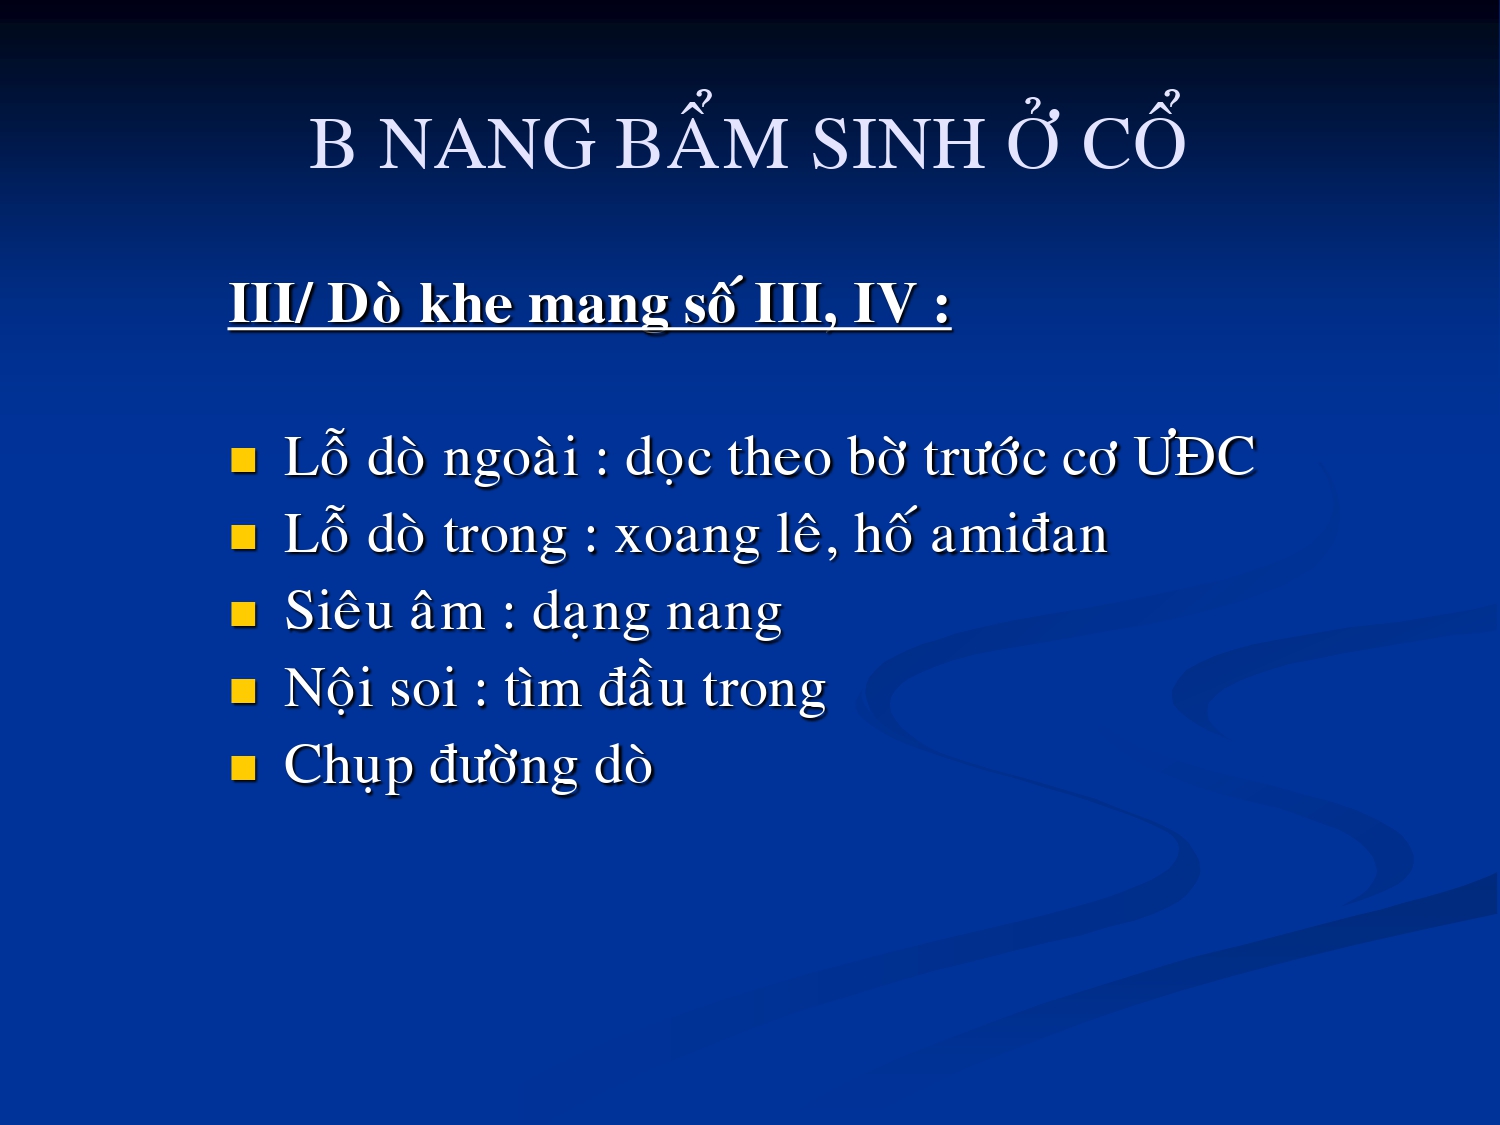 B NANG BẨM SINH Ở CỔ
III/ Dò khe mang số III, IV :
Lỗ dò ngoài : dọc theo bờ trước cơ ƯĐC
Lỗ dò trong : xoang lê, hố amiđan
Siêu âm : dạng nang
Nội soi : tìm đầu trong
Chụp đường dò